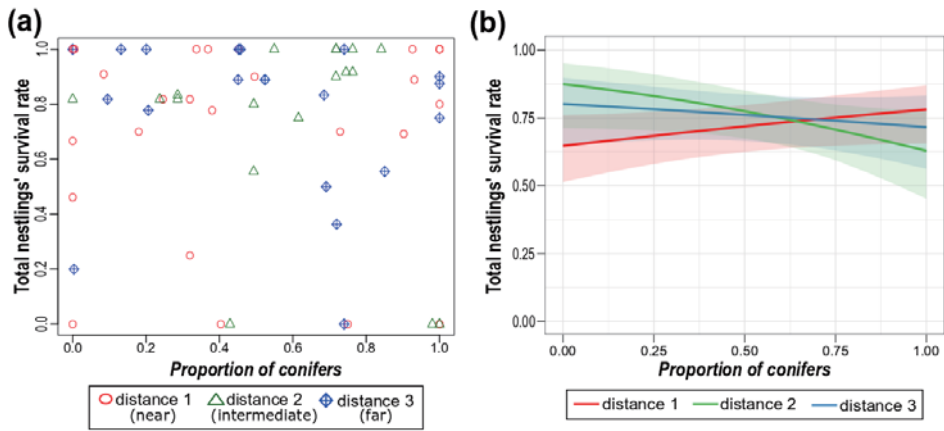 (a)
Total nestlings' survival rate
1.0
0.8
0.6
0.4
0.2
0.0
0.0 0.2 0.4 0.6 0.8 1.0
Proportion of conifers
distance 1 distance 2 distance 3
(near) (intermediate) (far)
(b)
Total nestlings' survival rate
1.00
0.75
0.50
0.25
0.00
0.00 0.25 0.50 0.75 1.00
Proportion of conifers
distance 1 distance 2 distance 3